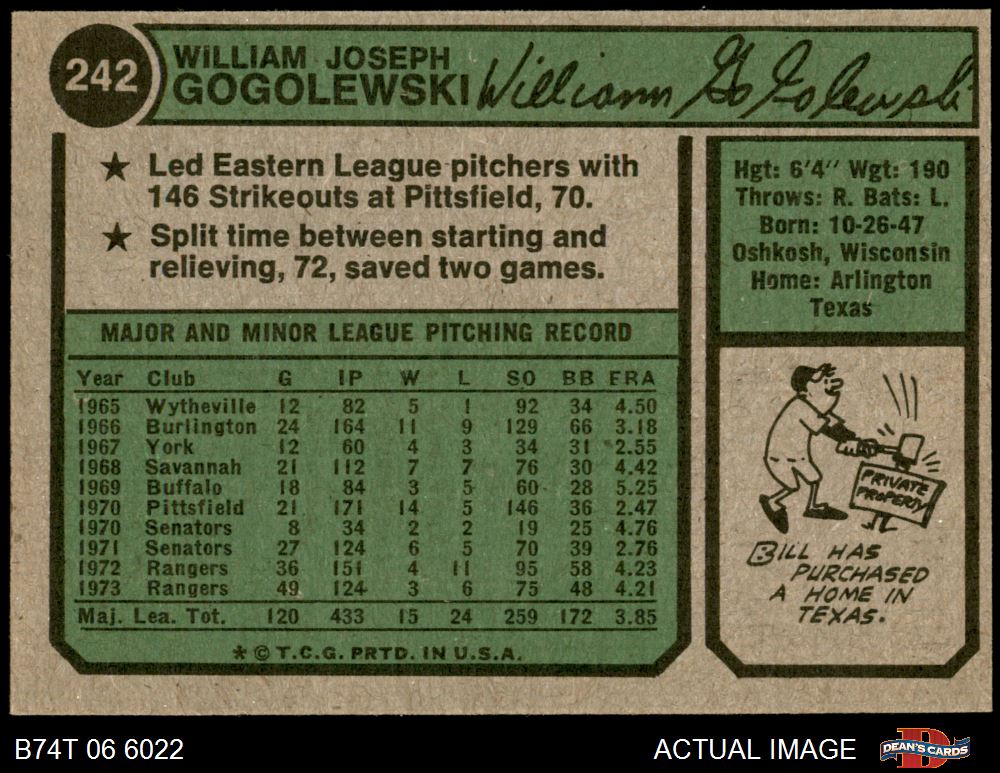 242
WILLIAM JOSEPH
GOGOLEWSKI
William GoGolewski
★ Led Eastern League pitchers with
146 Strikeouts at Pittsfield, 70.
★ Split time between starting and
relieving, 72, saved two games.
Hgt: 6'4" Wgt: 190
Throws: R. Bats: L.
Born: 10-26-47
Oshkosh, Wisconsin
Home: Arlington
Texas
MAJOR AND MINOR LEAGUE PITCHING RECORD
Year Club G IP W L SO BB ERA
1965 Wytheville 12 82 5 1 92 34 4.50
1966 Burlington 24 164 11 9 129 66 3.18
1967 York 12 60 4 3 34 31 2.55
1968 Savannah 21 112 7 7 76 30 4.42
1969 Buffalo 18 84 3 5 60 28 5.25
1970 Pittsfield 21 171 14 5 146 36 2.47
1970 Senators 8 34 2 2 19 25 4.76
1971 Senators 27 124 6 5 70 39 2.76
1972 Rangers 36 151 4 11 95 58 4.23
1973 Rangers 49 124 3 6 75 48 4.21
Maj. Lea. Tot. 120 433 15 24 259 172 3.85
* © T.C.G. PRTD. IN U.S.A.
PRIVATE
PROPERTY
BILL HAS
PURCHASED
A HOME IN
TEXAS.
B74T 06 6022
ACTUAL IMAGE
DEAN'S CARDS